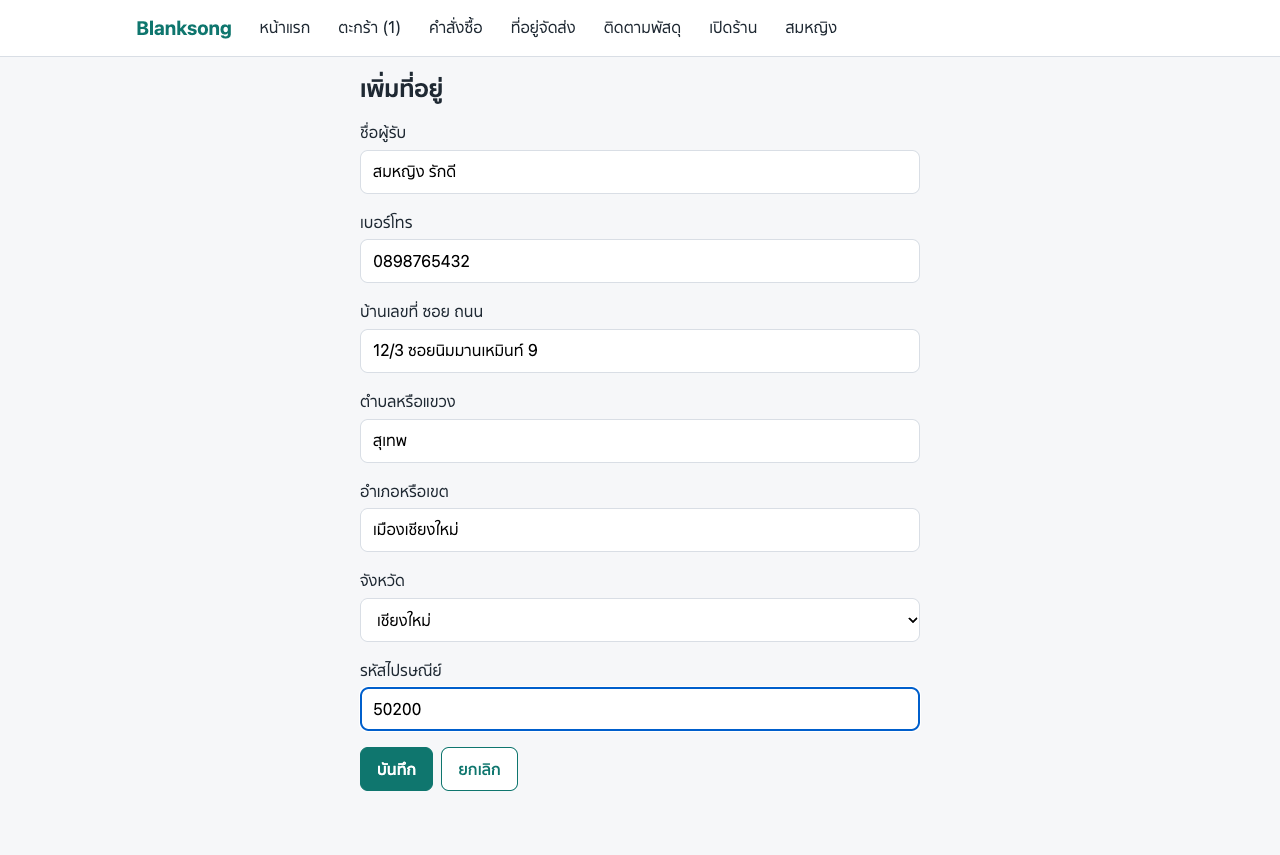 Blanksong หน้าแรก ตะกร้า (1) คำสั่งซื้อ ที่อยู่จัดส่ง ติดตามพัสดุ เปิดร้าน สมหญิง
เพิ่มที่อยู่
ชื่อผู้รับ
สมหญิง รักดี
เบอร์โทร
0898765432
บ้านเลขที่ ซอย ถนน
12/3 ซอยนิมมานเหมินท์ 9
ตำบลหรือแขวง
สุเทพ
อำเภอหรือเขต
เมืองเชียงใหม่
จังหวัด
เชียงใหม่
รหัสไปรษณีย์
50200
บันทึก ยกเลิก